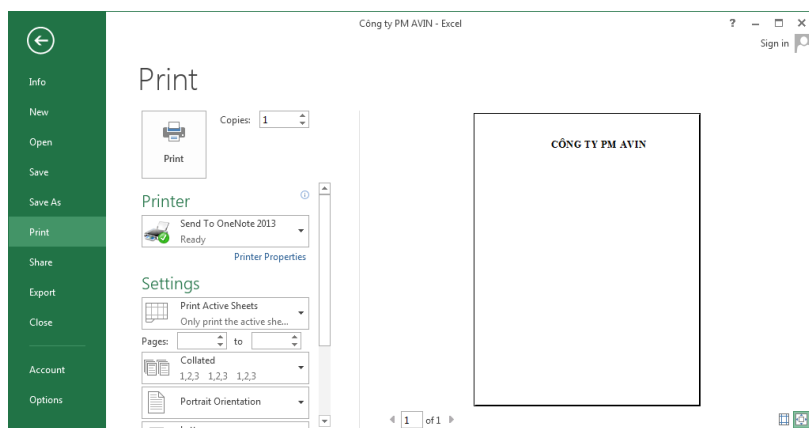 Công ty PM AVIN - Excel
?
Sign in
Info
New
Open
Save
Save As
Print
Share
Export
Close
Account
Options
Print
Copies: 1
Print
Printer
Send To OneNote 2013
Ready
Printer Properties
Settings
Print Active Sheets
Only print the active she...
Pages: to
Collated
1,2,3 1,2,3 1,2,3
Portrait Orientation
CÔNG TY PM AVIN
1 of 1